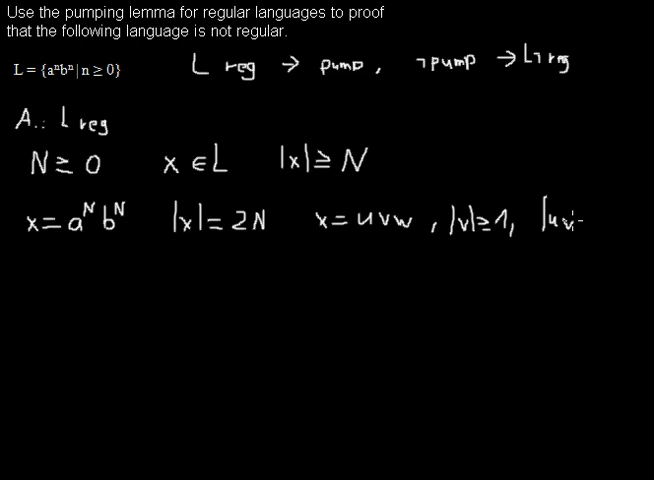 Use the pumping lemma for regular languages to proof
that the following language is not regular.
L = {aⁿbⁿ | n ≥ 0} L reg → pump, ¬pump → L¬reg
A.: L reg
N ≥ 0 x ∈ L |x| ≥ N
x = aᴺ bᴺ |x| = 2N x = uvw, |v| ≥ 1, |uv